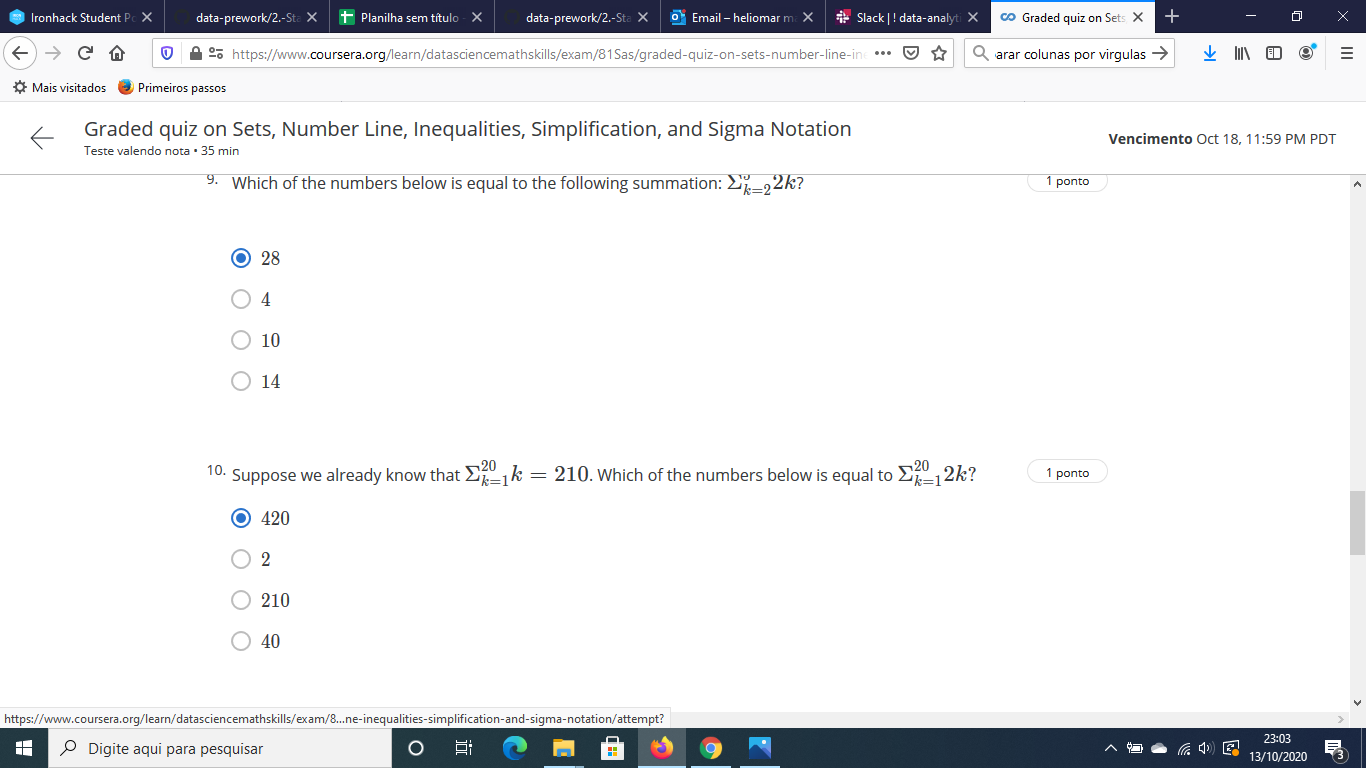 Ironhack Student Po
data-prework/2.-Sta
Planilha sem título -
data-prework/2.-Sta
Email – heliomar ma
Slack | ! data-analyti
Graded quiz on Sets,
https://www.coursera.org/learn/datasciencemathskills/exam/81Sas/graded-quiz-on-sets-number-line-in
arar colunas por virgulas
Mais visitados
Primeiros passos
Graded quiz on Sets, Number Line, Inequalities, Simplification, and Sigma Notation
Teste valendo nota • 35 min
Vencimento Oct 18, 11:59 PM PDT
9. Which of the numbers below is equal to the following summation: Σ k=2 2k?
1 ponto
28
4
10
14
10. Suppose we already know that Σ²⁰ₖ₌₁ k = 210. Which of the numbers below is equal to Σ²⁰ₖ₌₁ 2k?
1 ponto
420
2
210
40
https://www.coursera.org/learn/datasciencemathskills/exam/8...ne-inequalities-simplification-and-sigma-notation/attempt?
Digite aqui para pesquisar
23:03
13/10/2020
3